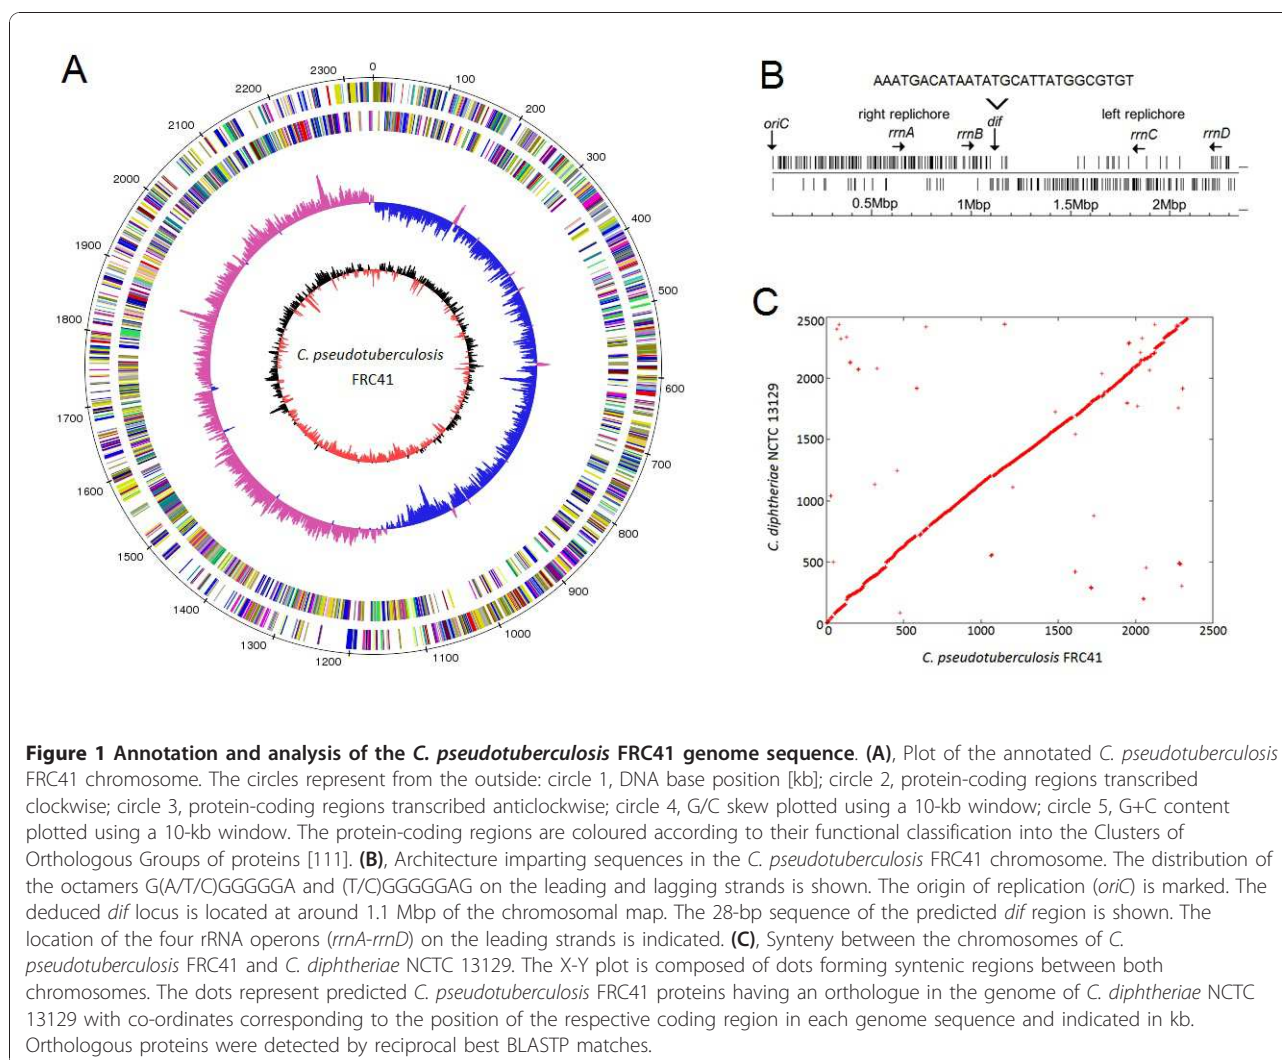 A
0
100
200
300
400
500
600
700
800
900
1000
1100
1200
1300
1400
1500
1600
1700
1800
1900
2000
2100
2200
2300
C. pseudotuberculosis
FRC41
B
AAATGACATAATATGCATTATGGCGTGT
right replichore
dif
left replichore
oriC
rrnA
rrnB
rrnC
rrnD
0.5Mbp
1Mbp
1.5Mbp
2Mbp
C
2500
2000
1500
1000
500
0
C. diphtheriae NCTC 13129
0
500
1000
1500
2000
2500
C. pseudotuberculosis FRC41
Figure 1 Annotation and analysis of the C. pseudotuberculosis FRC41 genome sequence. (A), Plot of the annotated C. pseudotuberculosis
FRC41 chromosome. The circles represent from the outside: circle 1, DNA base position [kb]; circle 2, protein-coding regions transcribed
clockwise; circle 3, protein-coding regions transcribed anticlockwise; circle 4, G/C skew plotted using a 10-kb window; circle 5, G+C content
plotted using a 10-kb window. The protein-coding regions are coloured according to their functional classification into the Clusters of
Orthologous Groups of proteins [111]. (B), Architecture imparting sequences in the C. pseudotuberculosis FRC41 chromosome. The distribution of
the octamers G(A/T/C)GGGGGA and (T/C)GGGGGAG on the leading and lagging strands is shown. The origin of replication (oriC) is marked. The
deduced dif locus is located at around 1.1 Mbp of the chromosomal map. The 28-bp sequence of the predicted dif region is shown. The
location of the four rRNA operons (rrnA-rrnD) on the leading strands is indicated. (C), Synteny between the chromosomes of C.
pseudotuberculosis FRC41 and C. diphtheriae NCTC 13129. The X-Y plot is composed of dots forming syntenic regions between both
chromosomes. The dots represent predicted C. pseudotuberculosis FRC41 proteins having an orthologue in the genome of C. diphtheriae NCTC
13129 with co-ordinates corresponding to the position of the respective coding region in each genome sequence and indicated in kb.
Orthologous proteins were detected by reciprocal best BLASTP matches.